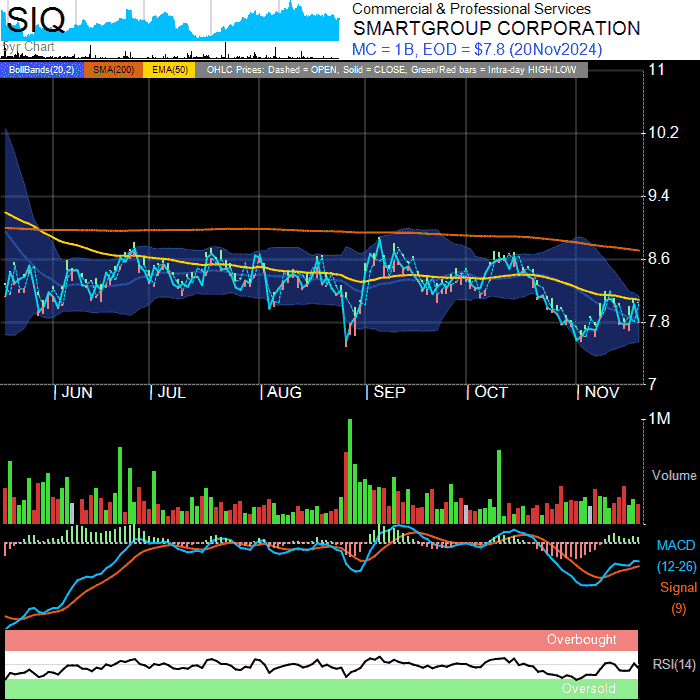 SIQ
5yr Chart
Commercial & Professional Services
SMARTGROUP CORPORATION
MC = 1B, EOD = $7.8 (20Nov2024)
BollBands(20,2) SMA(200) EMA(50) OHLC Prices: Dashed = OPEN, Solid = CLOSE, Green/Red bars = Intra-day HIGH/LOW
11
10.2
9.4
8.6
7.8
7
JUN JUL AUG SEP OCT NOV
1M
Volume
MACD
(12-26)
Signal
(9)
Overbought
RSI(14)
Oversold